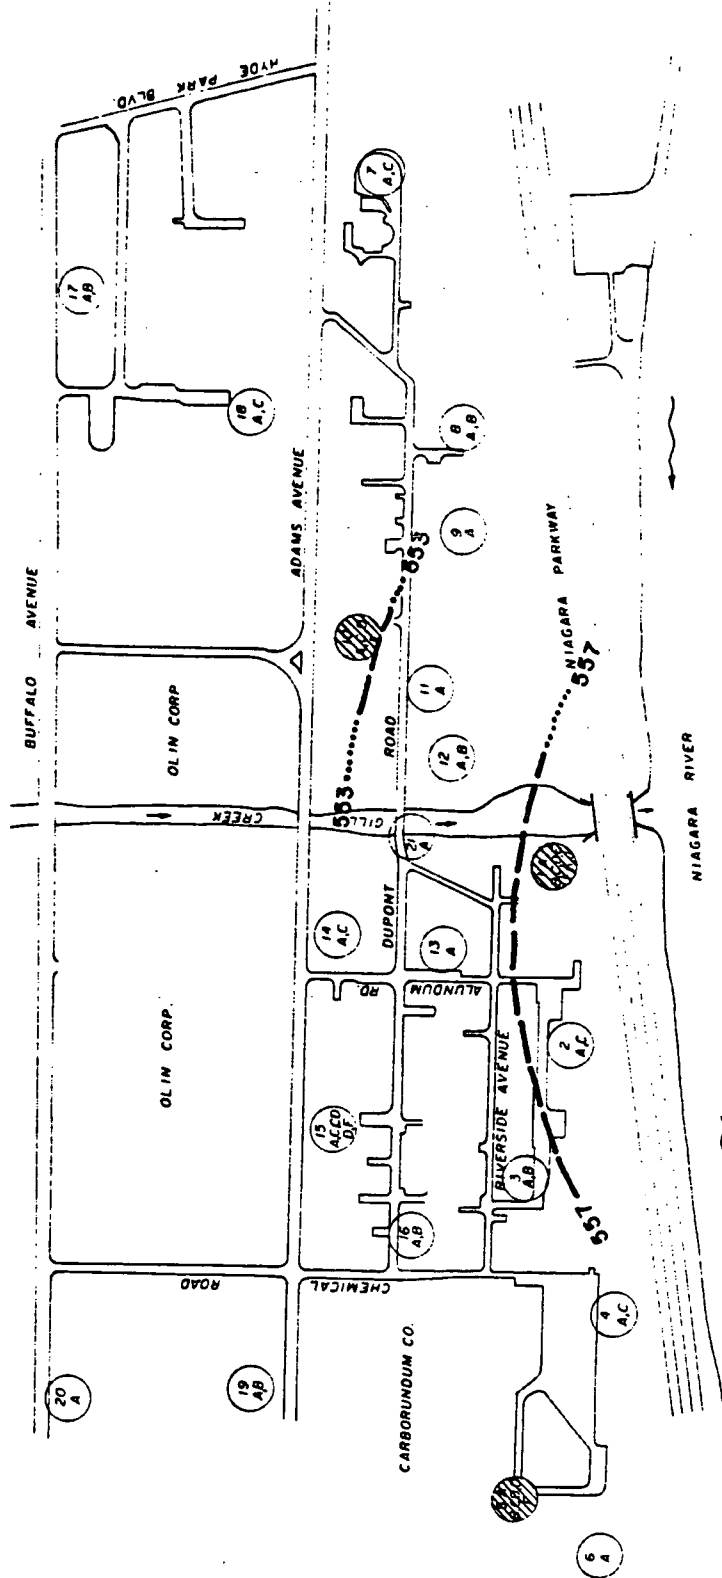 HYDE PARK BLVD.
17
A,B
18
A,C
7
A,C
8
A,B
9
A
BUFFALO AVENUE
ADAMS AVENUE
553
553
NIAGARA PARKWAY
557
OLIN CORP
11
A
12
A,B
ROAD
GILL CREEK
21
A
NIAGARA RIVER
DUPONT
14
A,C
13
A
ALUNDUM RD.
OLIN CORP.
15
A,C,CD
D,F
2
A,C
RIVERSIDE AVENUE
3
A,B
557
16
A,B
CHEMICAL ROAD
4
A,C
CARBORUNDUM CO.
20
A
19
A,B
6
A